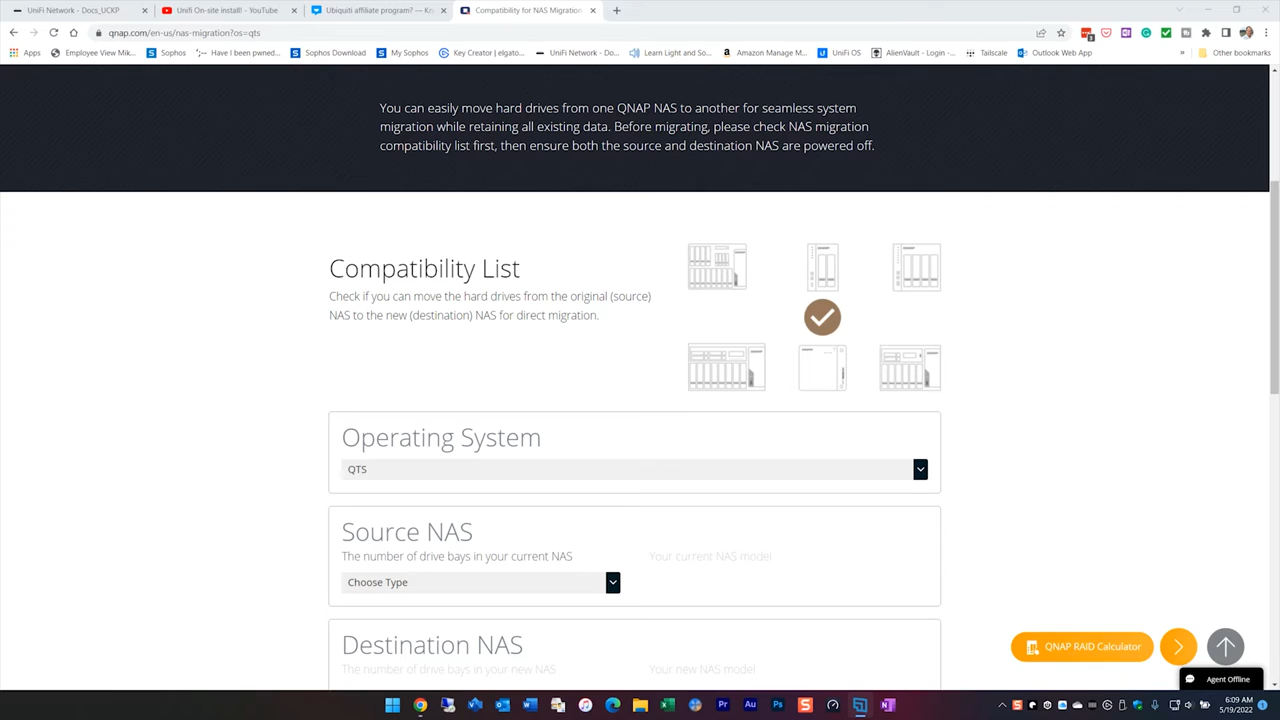 UniFi Network - Docs_UCKP
Unifi On-site install! - YouTube
Ubiquiti affiliate program? — Kn
Compatibility for NAS Migration
qnap.com/en-us/nas-migration?os=qts
Apps
Employee View Mik...
Sophos
Have I been pwned...
Sophos Download
My Sophos
Key Creator | elgato...
UniFi Network - Do...
Learn Light and So...
Amazon Manage M...
UniFi OS
AlienVault - Login -...
Tailscale
Outlook Web App
Other bookmarks
You can easily move hard drives from one QNAP NAS to another for seamless system
migration while retaining all existing data. Before migrating, please check NAS migration
compatibility list first, then ensure both the source and destination NAS are powered off.
Compatibility List
Check if you can move the hard drives from the original (source)
NAS to the new (destination) NAS for direct migration.
Operating System
QTS
Source NAS
The number of drive bays in your current NAS
Your current NAS model
Choose Type
Destination NAS
The number of drive bays in your new NAS
Your new NAS model
QNAP RAID Calculator
Agent Offline
6:09 AM
5/19/2022